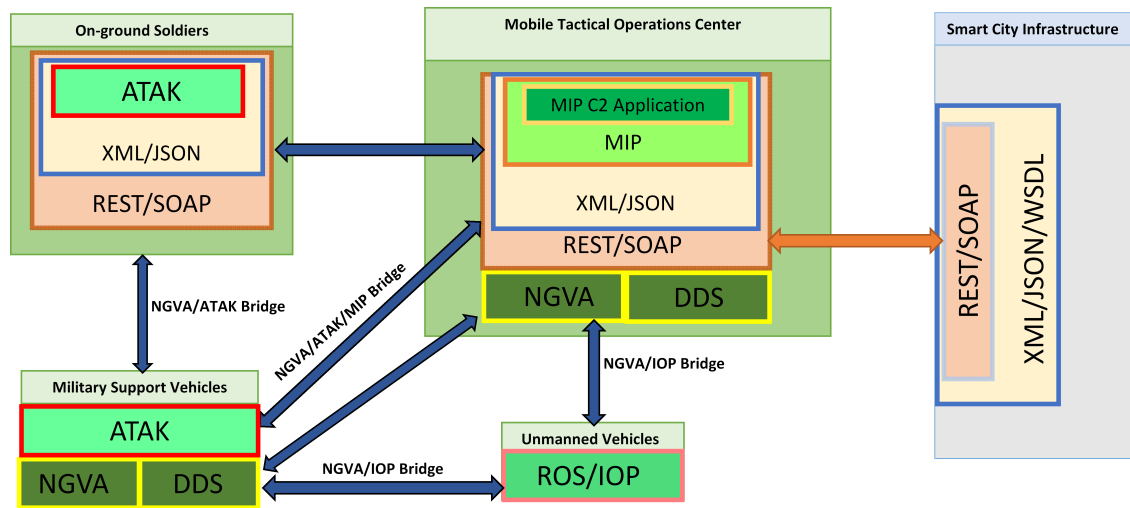 On-ground Soldiers
ATAK
XML/JSON
REST/SOAP
Mobile Tactical Operations Center
MIP C2 Application
MIP
XML/JSON
REST/SOAP
NGVA
DDS
Smart City Infrastructure
REST/SOAP
XML/JSON/WSDL
NGVA/ATAK Bridge
NGVA/ATAK/MIP Bridge
NGVA/IOP Bridge
Military Support Vehicles
ATAK
NGVA
DDS
NGVA/IOP Bridge
Unmanned Vehicles
ROS/IOP